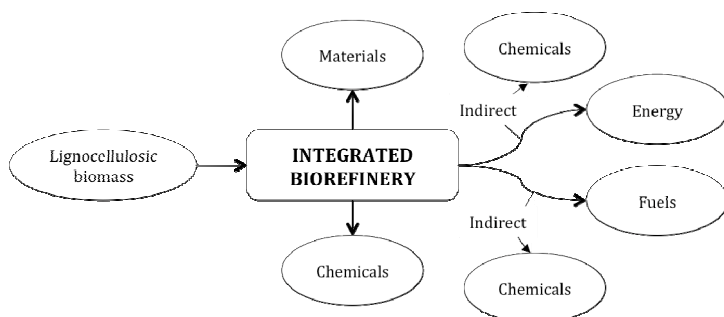 Materials
Chemicals
Indirect
Energy
Lignocellulosic
biomass
INTEGRATED
BIOREFINERY
Fuels
Indirect
Chemicals
Chemicals